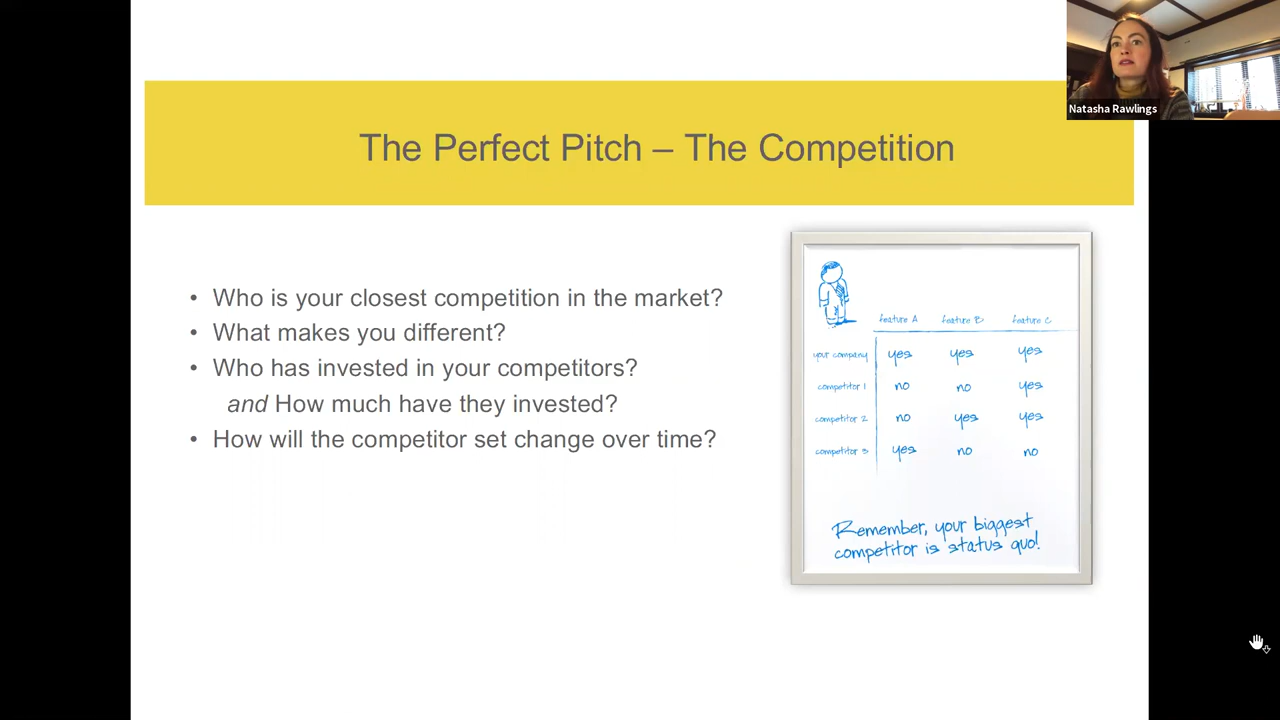 Natasha Rawlings
The Perfect Pitch – The Competition
• Who is your closest competition in the market?
• What makes you different?
• Who has invested in your competitors?
and How much have they invested?
• How will the competitor set change over time?
feature A feature B feature C
your company yes yes yes
competitor 1 no no yes
competitor 2 no yes yes
competitor 3 yes no no
Remember, your biggest
competitor is status quo!